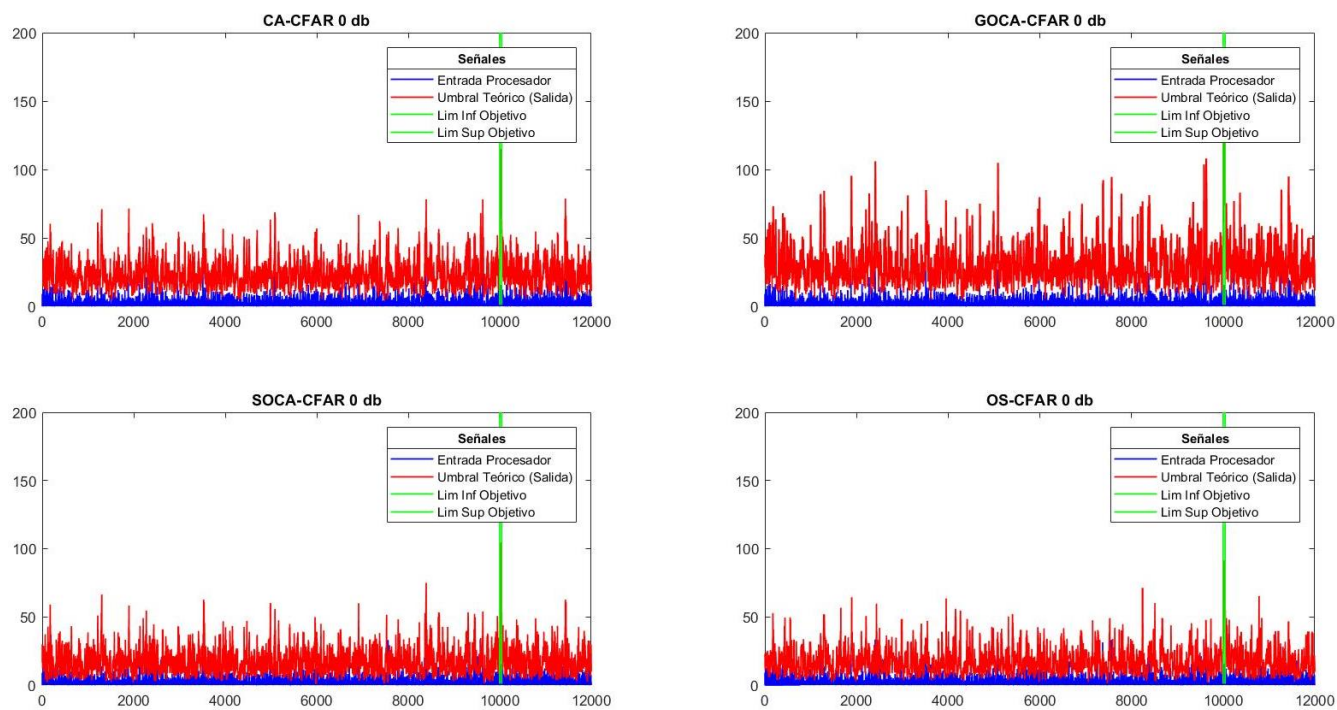 CA-CFAR 0 db
200
150
100
50
0
Señales
Entrada Procesador
Umbral Teórico (Salida)
Lim Inf Objetivo
Lim Sup Objetivo
0 2000 4000 6000 8000 10000 12000
GOCA-CFAR 0 db
200
150
100
50
0
Señales
Entrada Procesador
Umbral Teórico (Salida)
Lim Inf Objetivo
Lim Sup Objetivo
0 2000 4000 6000 8000 10000 12000
SOCA-CFAR 0 db
200
150
100
50
0
Señales
Entrada Procesador
Umbral Teórico (Salida)
Lim Inf Objetivo
Lim Sup Objetivo
0 2000 4000 6000 8000 10000 12000
OS-CFAR 0 db
200
150
100
50
0
Señales
Entrada Procesador
Umbral Teórico (Salida)
Lim Inf Objetivo
Lim Sup Objetivo
0 2000 4000 6000 8000 10000 12000